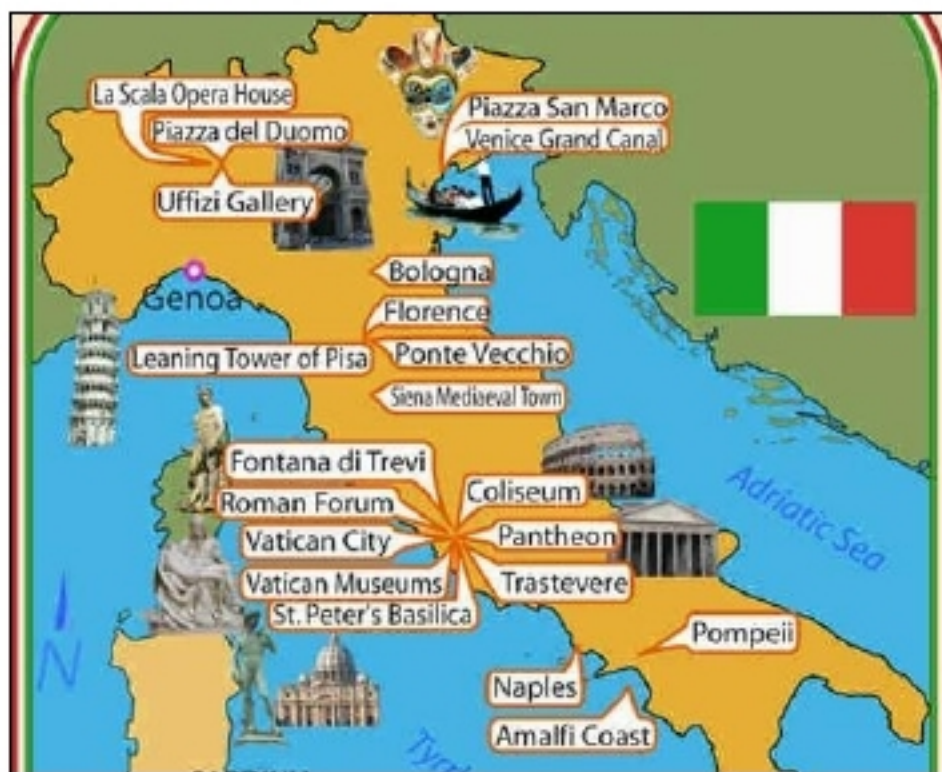 La Scala Opera House
Piazza del Duomo
Uffizi Gallery
Piazza San Marco
Venice Grand Canal
Bologna
Genoa
Florence
Leaning Tower of Pisa
Ponte Vecchio
Siena Mediaeval Town
Fontana di Trevi
Coliseum
Roman Forum
Vatican City
Pantheon
Vatican Museums
Trastevere
St. Peter's Basilica
Adriatic Sea
N
Pompeii
Naples
Amalfi Coast